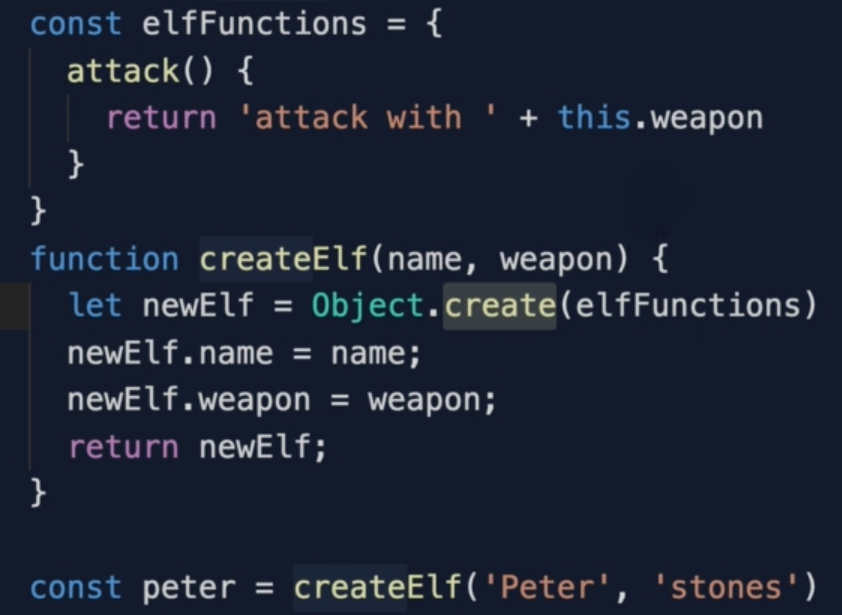 const elfFunctions = {
attack() {
return 'attack with ' + this.weapon
}
}
function createElf(name, weapon) {
let newElf = Object.create(elfFunctions)
newElf.name = name;
newElf.weapon = weapon;
return newElf;
}
const peter = createElf('Peter', 'stones')